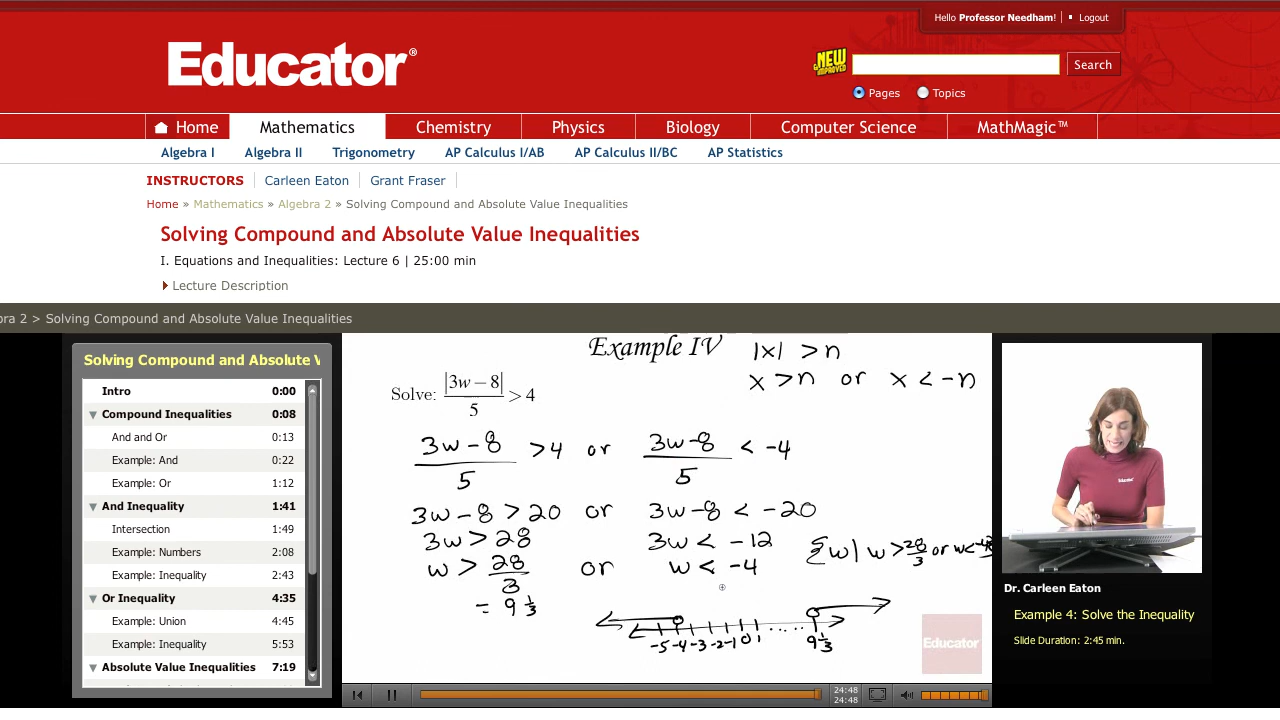 Hello Professor Needham! Logout
Educator®
NEW
IMPROVED
Search
Pages Topics
Home Mathematics Chemistry Physics Biology Computer Science MathMagic™
Algebra I Algebra II Trigonometry AP Calculus I/AB AP Calculus II/BC AP Statistics
INSTRUCTORS Carleen Eaton Grant Fraser
Home » Mathematics » Algebra 2 » Solving Compound and Absolute Value Inequalities
Solving Compound and Absolute Value Inequalities
I. Equations and Inequalities: Lecture 6 | 25:00 min
Lecture Description
bra 2 > Solving Compound and Absolute Value Inequalities
Solving Compound and Absolute V
Intro 0:00
Compound Inequalities 0:08
And and Or 0:13
Example: And 0:22
Example: Or 1:12
And Inequality 1:41
Intersection 1:49
Example: Numbers 2:08
Example: Inequality 2:43
Or Inequality 4:35
Example: Union 4:45
Example: Inequality 5:53
Absolute Value Inequalities 7:19
Example IV |x| > n
x > n or x < -n
Solve: |3w − 8|/5 > 4
3w - 8/5 > 4 or 3w-8/5 < -4
3w - 8 > 20 or 3w-8 < -20
3w > 28 3w < -12
w > 28/3 or w < -4
{w | w > 28/3 or w <
= 9 1/3
-5 -4 -3 -2 -1 0 1 ..... 9 1/3
Educator
24:48
24:48
Educator
Dr. Carleen Eaton
Example 4: Solve the Inequality
Slide Duration: 2:45 min.